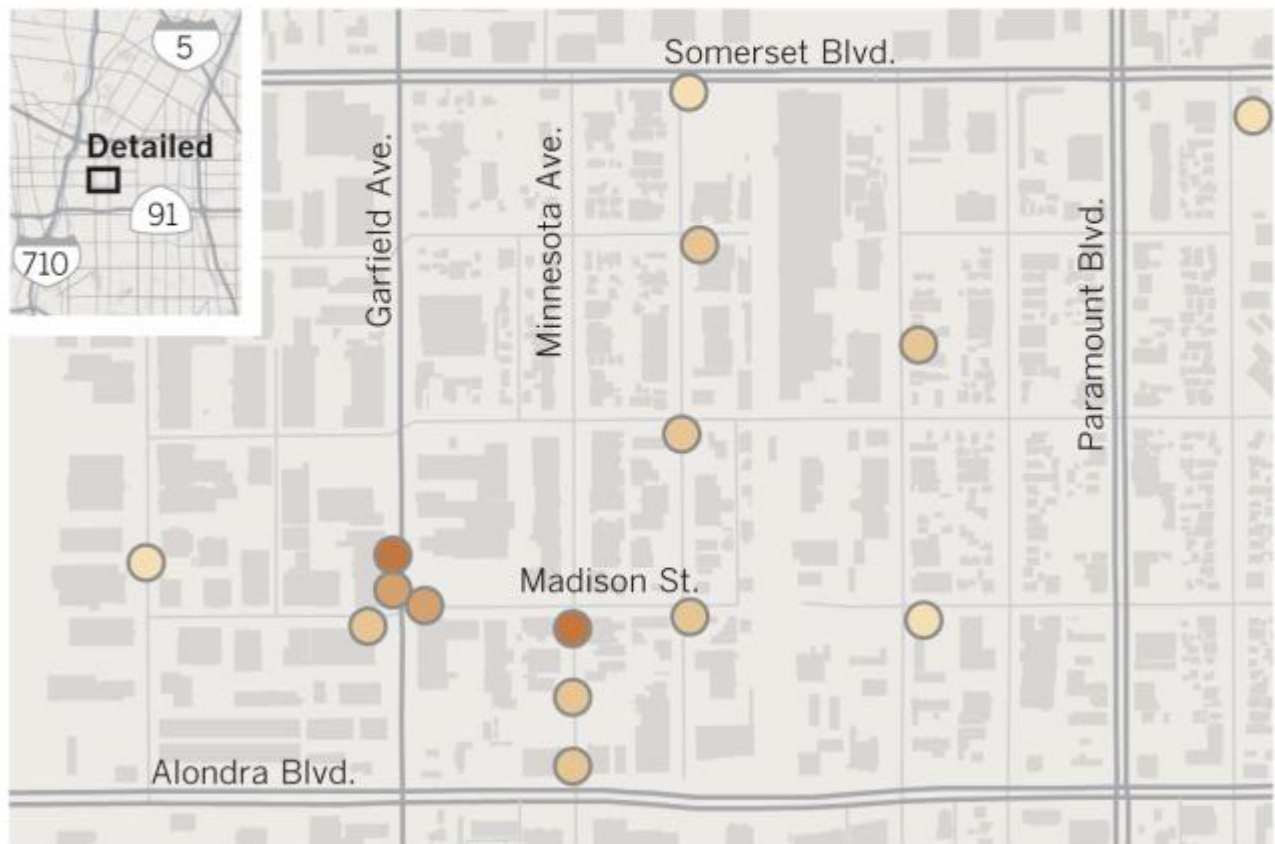 5
Detailed
91
710
Somerset Blvd.
Garfield Ave.
Minnesota Ave.
Paramount Blvd.
Madison St.
Alondra Blvd.